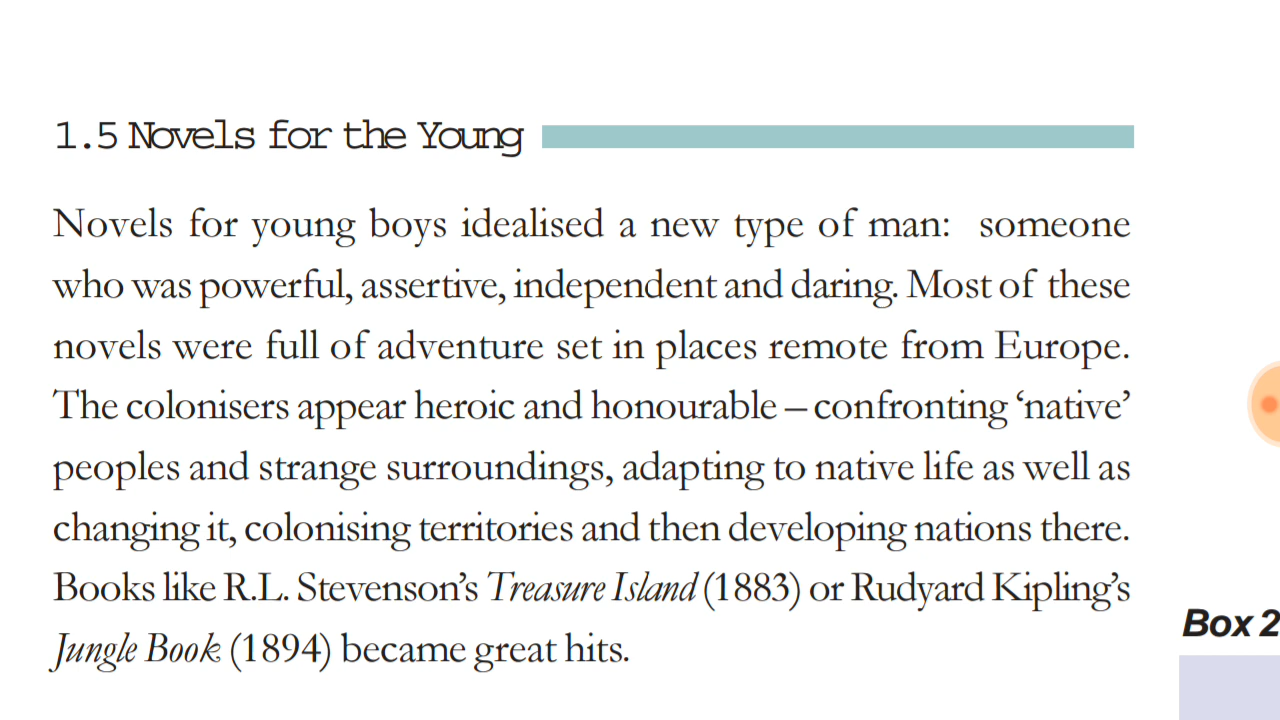 1.5 Novels for the Young
Novels for young boys idealised a new type of man: someone
who was powerful, assertive, independent and daring. Most of these
novels were full of adventure set in places remote from Europe.
The colonisers appear heroic and honourable – confronting ‘native’
peoples and strange surroundings, adapting to native life as well as
changing it, colonising territories and then developing nations there.
Books like R.L. Stevenson’s Treasure Island (1883) or Rudyard Kipling’s
Jungle Book (1894) became great hits.
Box 2